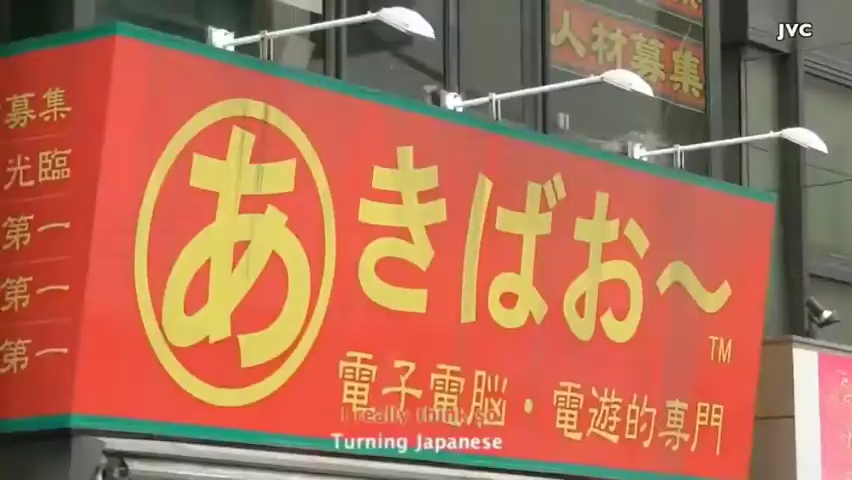 JVC
人材募集
募集
光臨
第一
第一
第一
あきばお〜
TM
電子電脳・電遊的専門
I really think so
Turning Japanese